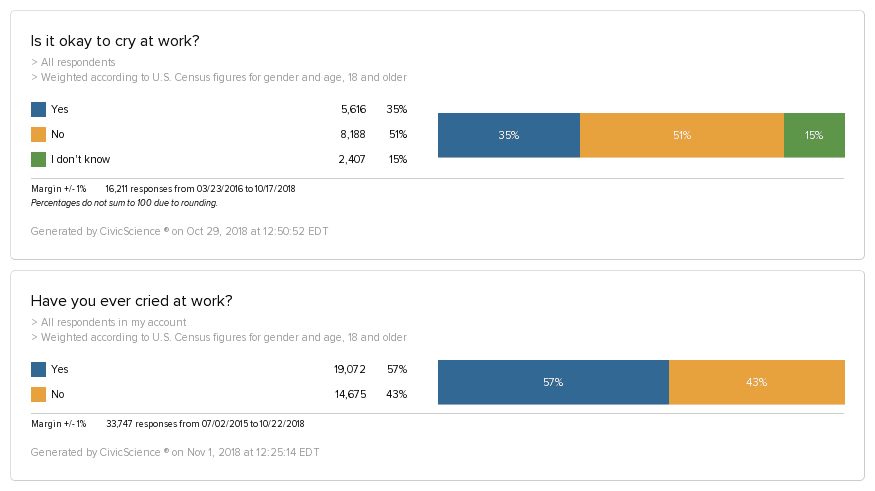 Is it okay to cry at work?
> All respondents
> Weighted according to U.S. Census figures for gender and age, 18 and older
Yes 5,616 35%
No 8,188 51%
I don't know 2,407 15%
35% 51% 15%
Margin +/- 1% 16,211 responses from 03/23/2016 to 10/17/2018
Percentages do not sum to 100 due to rounding.
Generated by CivicScience ® on Oct 29, 2018 at 12:50:52 EDT
Have you ever cried at work?
> All respondents in my account
> Weighted according to U.S. Census figures for gender and age, 18 and older
Yes 19,072 57%
No 14,675 43%
57% 43%
Margin +/- 1% 33,747 responses from 07/02/2015 to 10/22/2018
Generated by CivicScience ® on Nov 1, 2018 at 12:25:14 EDT